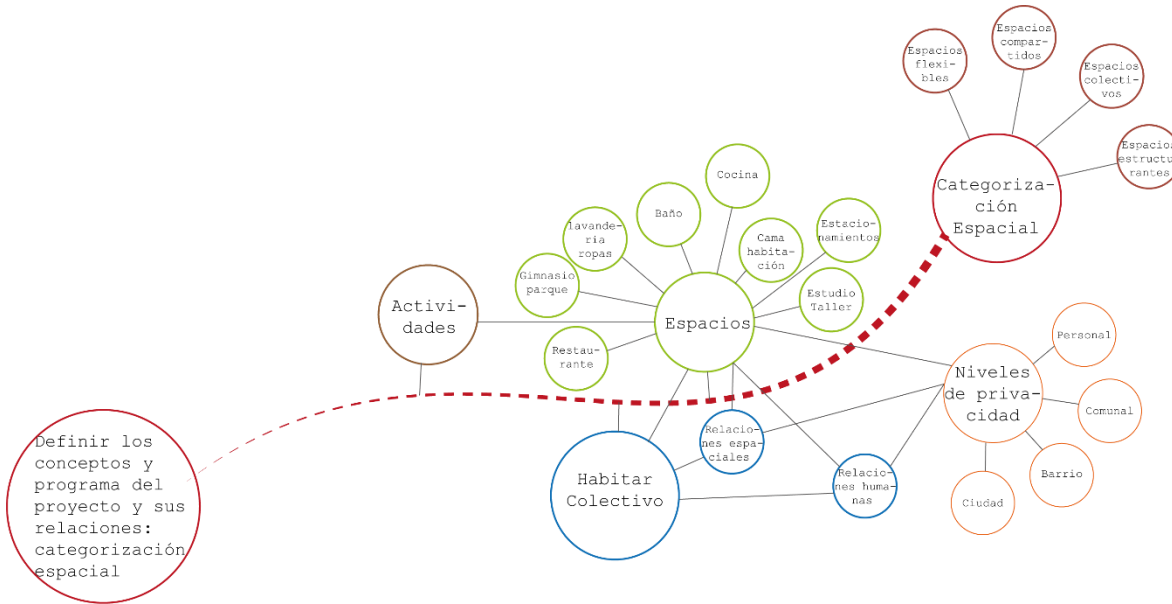 Espacios
flexi-
bles
Espacios
compar-
tidos
Espacios
colecti-
vos
Espacios
estructu-
rantes
Categoriza-
ción
Espacial
Cocina
Baño
lavande-
ría
ropas
Cama
habita-
ción
Estacio-
namientos
Gimnasio
parque
Estudio
Taller
Activi-
dades
Espacios
Restau-
rante
Personal
Niveles
de priva-
cidad
Comunal
Barrio
Ciudad
Relacio-
nes espa-
ciales
Relacio-
nes huma-
nas
Habitar
Colectivo
Definir los
conceptos y
programa del
proyecto y sus
relaciones:
categorización
espacial